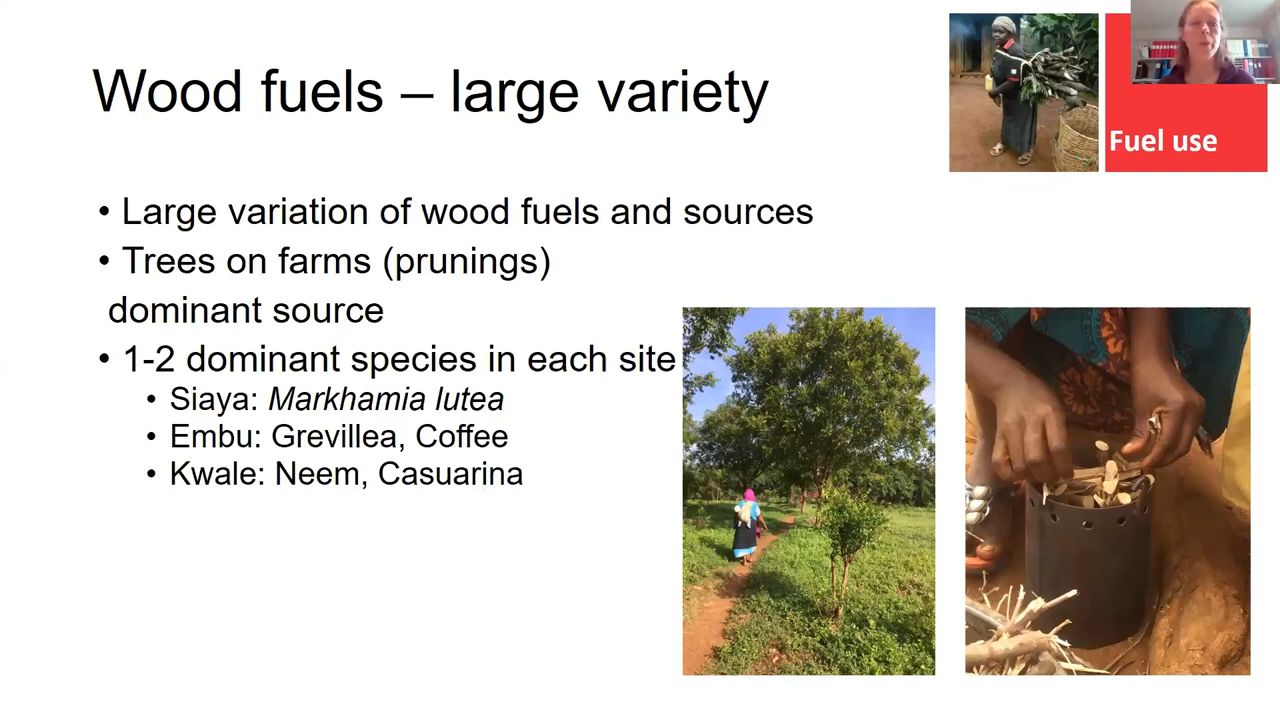 Wood fuels – large variety
Fuel use
• Large variation of wood fuels and sources
• Trees on farms (prunings)
dominant source
• 1-2 dominant species in each site
• Siaya: Markhamia lutea
• Embu: Grevillea, Coffee
• Kwale: Neem, Casuarina